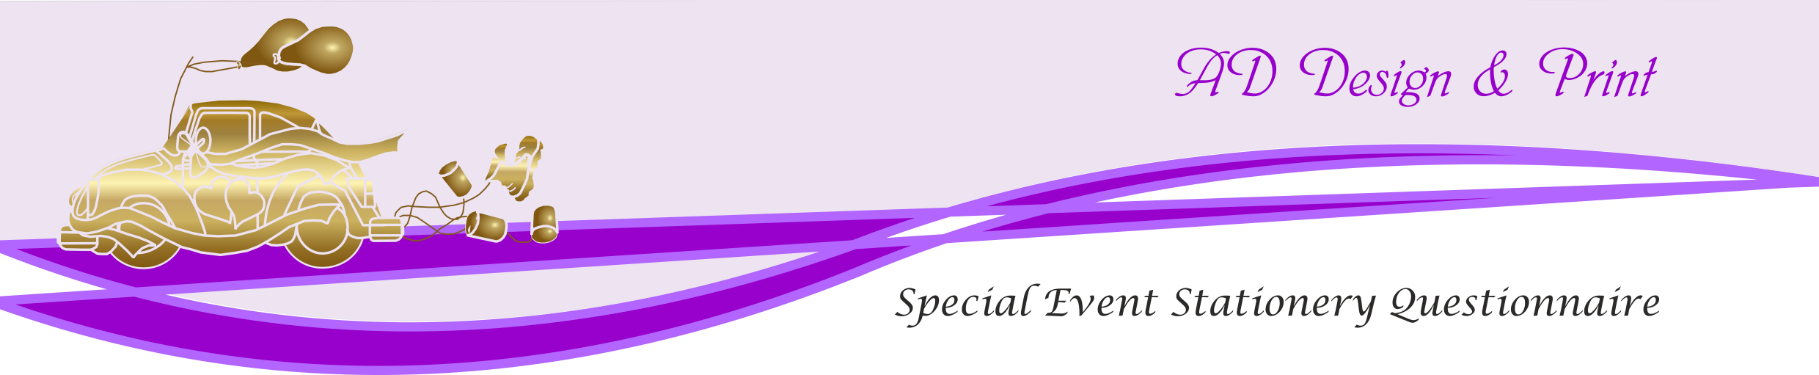 AD Design & Print
Special Event Stationery Questionnaire